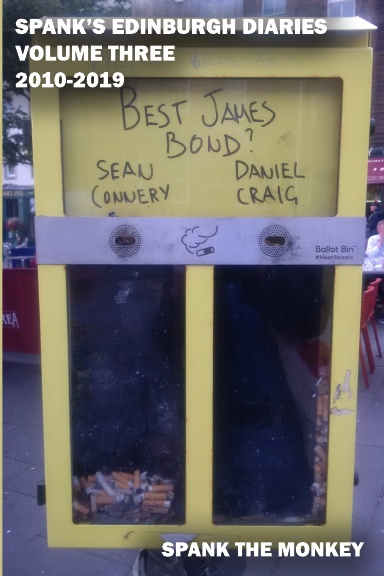 SPANK'S EDINBURGH DIARIES
VOLUME THREE
2010-2019
BEST JAMES
BOND?
SEAN DANIEL
CONNERY CRAIG
Ballot Bin™
#NeatStreets
SPANK THE MONKEY